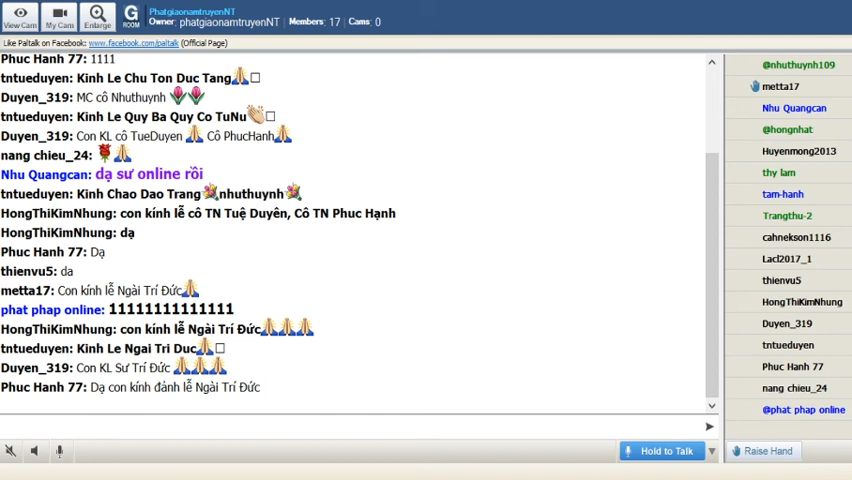 PhatgiaonamtruyenNT
Owner: phatgiaonamtruyenNT Members: 17 Cams: 0
View Cam
My Cam
Enlarge
G
ROOM
Like Paltalk on Facebook: www.facebook.com/paltalk (Official Page)
Phuc Hanh 77: 1111
tntueduyen: Kinh Le Chu Ton Duc Tang🙏□
Duyen_319: MC cô Nhuthuynh 🌷🌷
tntueduyen: Kinh Le Quy Ba Quy Co TuNu👏□
Duyen_319: Con KL cô TueDuyen 🙏 Cô PhucHanh🙏
nang chieu_24: 🌹🙏
Nhu Quangcan: dạ sư online rồi
tntueduyen: Kinh Chao Dao Trang💐nhuthuynh💐
HongThiKimNhung: con kính lễ cô TN Tuệ Duyên, Cô TN Phuc Hạnh
HongThiKimNhung: dạ
Phuc Hanh 77: Dạ
thienvu5: da
metta17: Con kính lễ Ngài Trí Đức🙏
phat phap online: 11111111111111
HongThiKimNhung: con kính lễ Ngài Trí Đức🙏🙏🙏
tntueduyen: Kinh Le Ngai Tri Duc🙏□
Duyen_319: Con KL Sư Trí Đức 🙏🙏🙏
Phuc Hanh 77: Dạ con kính đảnh lễ Ngài Trí Đức
Hold to Talk
@nhuthuynh109
metta17
Nhu Quangcan
@hongnhat
Huyenmong2013
thy lam
tam-hanh
Trangthu-2
cahnekson1116
Lacl2017_1
thienvu5
HongThiKimNhung
Duyen_319
tntueduyen
Phuc Hanh 77
nang chieu_24
@phat phap online
Raise Hand